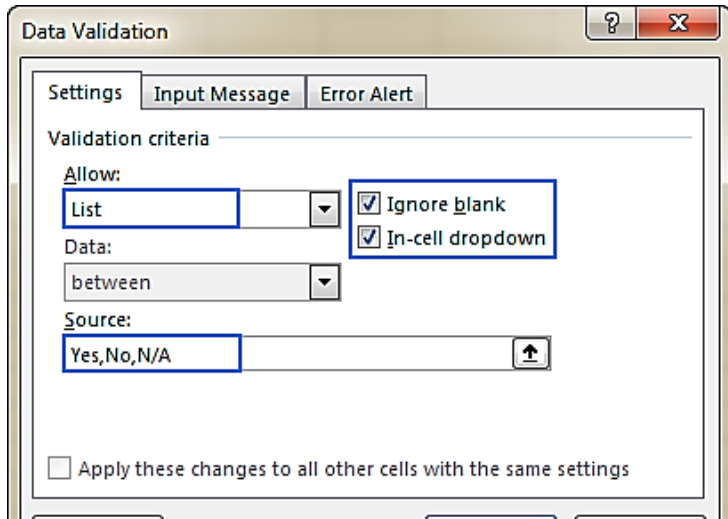 Data Validation
?
Settings
Input Message
Error Alert
Validation criteria
Allow:
List
Ignore blank
In-cell dropdown
Data:
between
Source:
Yes,No,N/A
Apply these changes to all other cells with the same settings